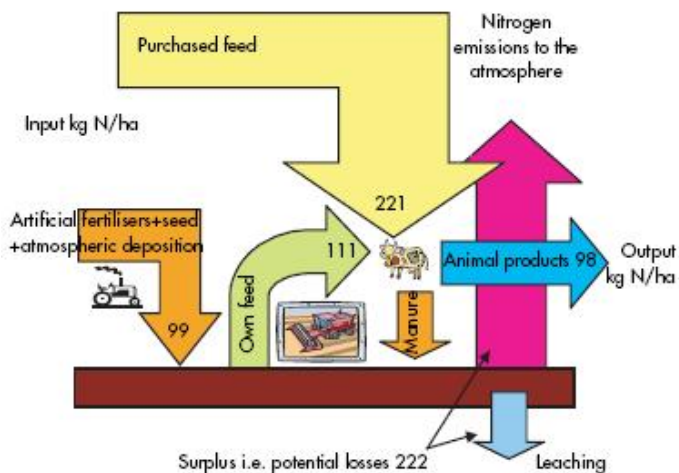 Purchased feed
Nitrogen
emissions to the
atmosphere
Input kg N/ha
221
Artificial fertilisers+seed
+atmospheric deposition
111
Animal products 98
Output
kg N/ha
99
Own feed
Manure
Surplus i.e. potential losses 222
Leaching